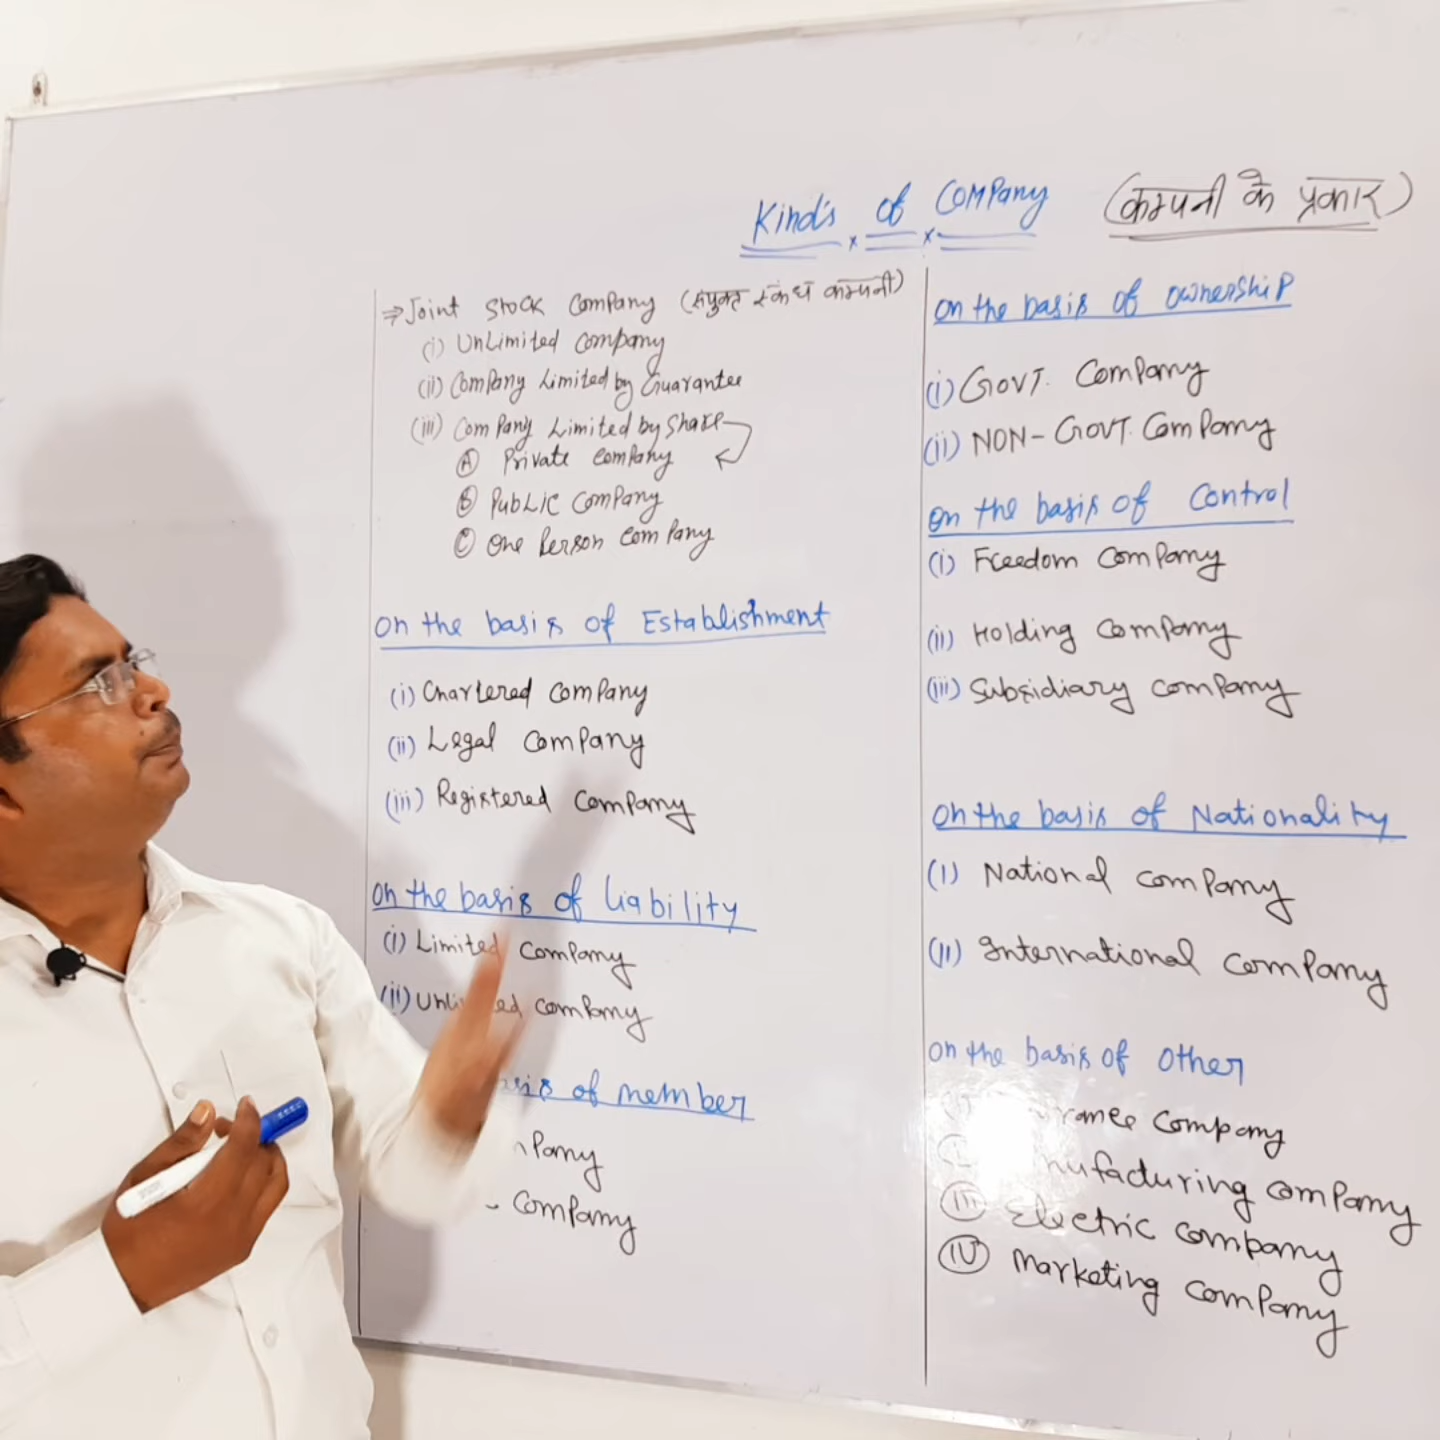 Kind's of Company (कम्पनी के प्रकार)
⇒ Joint Stock Company (संयुक्त स्कंध कम्पनी)
(i) Unlimited Company
(ii) Company Limited by Guarantee
(iii) Company Limited by Share
(A) Private Company
(B) Public Company
(C) One Person Company
On the basis of Establishment
(i) Chartered Company
(ii) Legal Company
(iii) Registered Company
On the basis of Liability
(i) Limited Company
(ii) Company
of Member
Company
On the basis of Ownership
(i) Govt. Company
(ii) NON-Govt. Company
On the basis of Control
(i) Freedom Company
(ii) Holding Company
(iii) Subsidiary Company
On the basis of Nationality
(I) National Company
(II) International Company
On the basis of Other
Company
Company
(III) Electric Company
(IV) Marketing Company